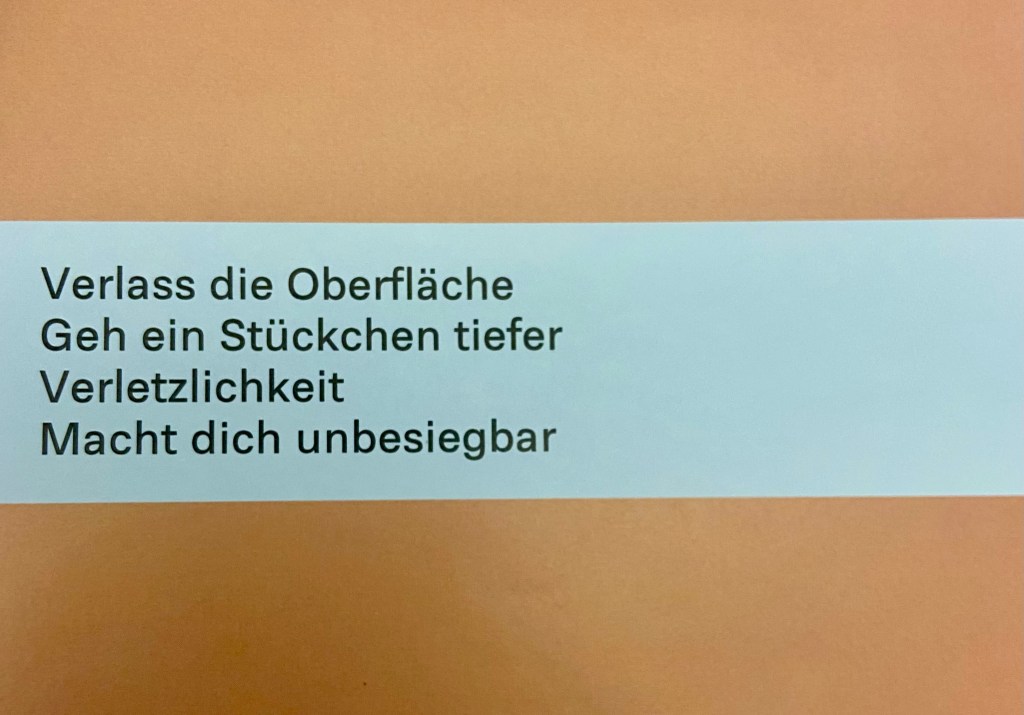 Verlass die Oberfläche
Geh ein Stückchen tiefer
Verletzlichkeit
Macht dich unbesiegbar